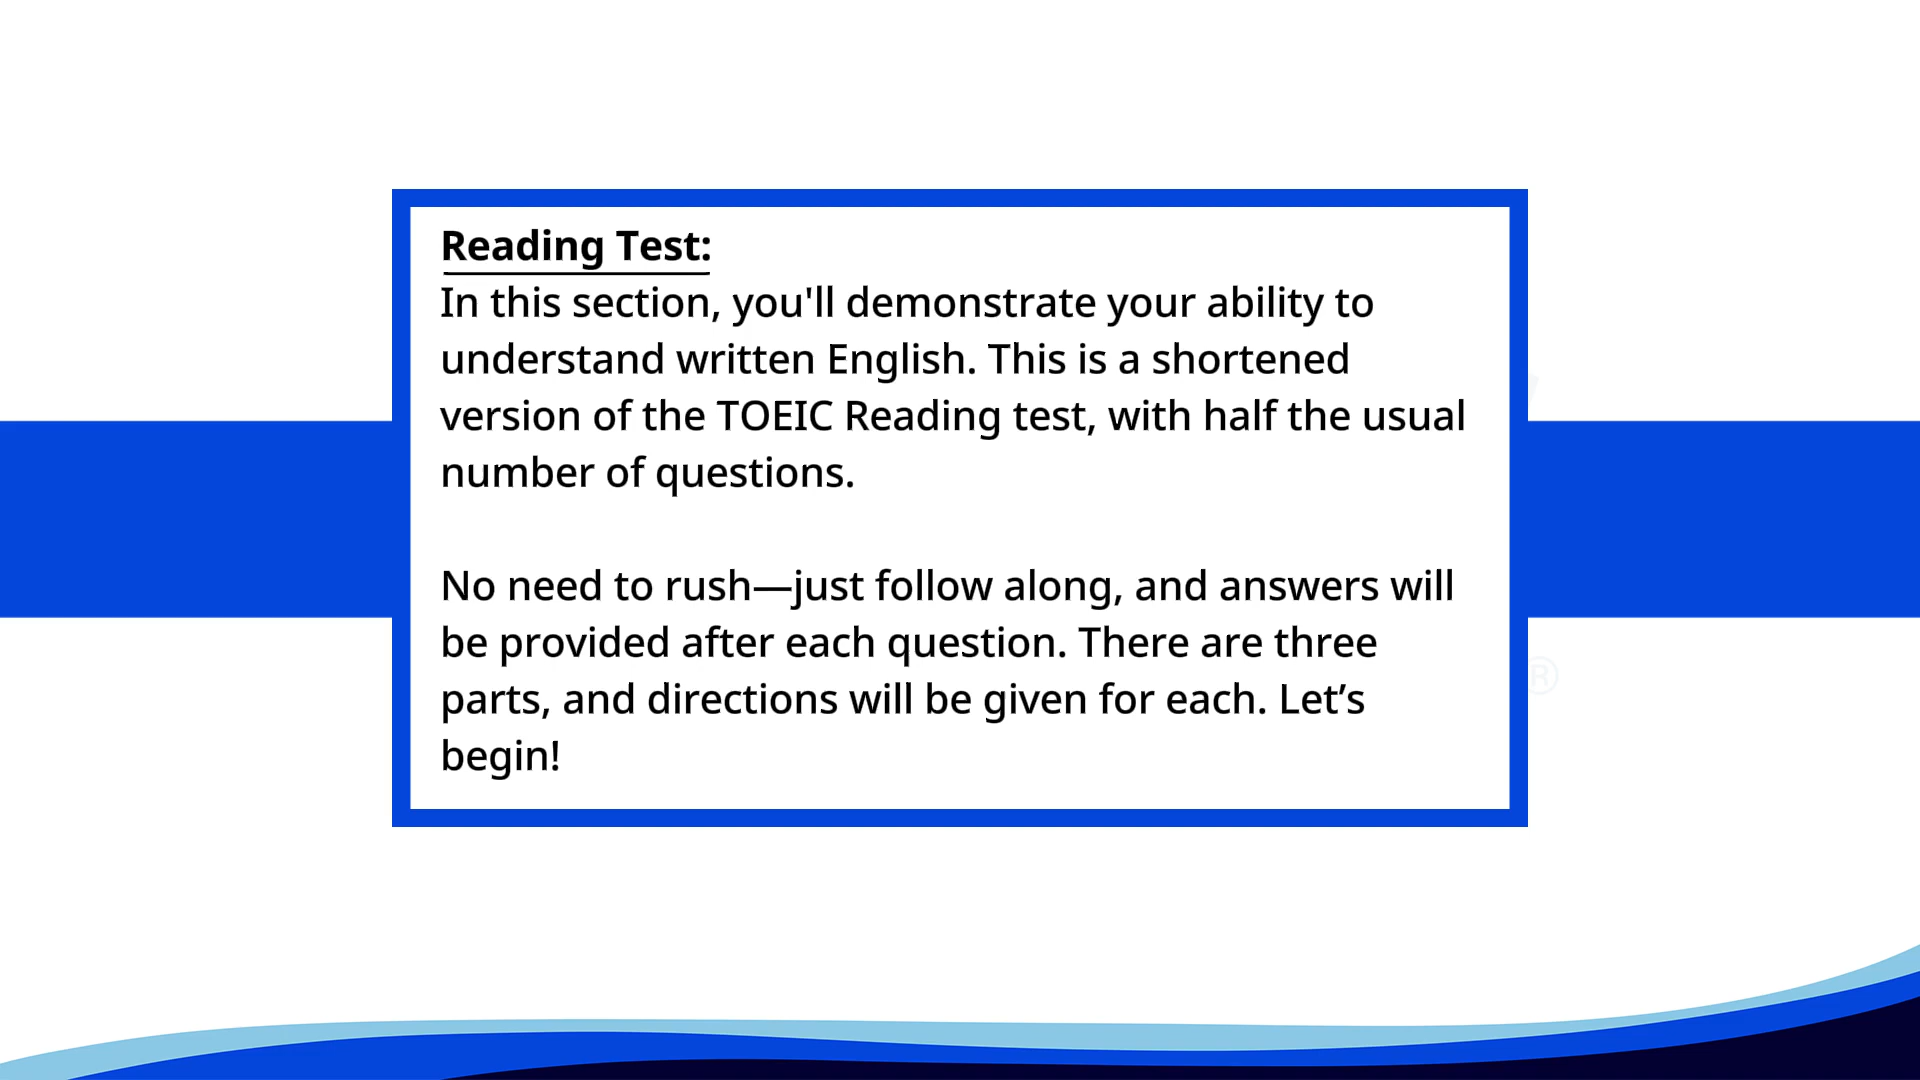 Reading Test:
In this section, you'll demonstrate your ability to
understand written English. This is a shortened
version of the TOEIC Reading test, with half the usual
number of questions.
No need to rush—just follow along, and answers will
be provided after each question. There are three
parts, and directions will be given for each. Let’s
begin!
®